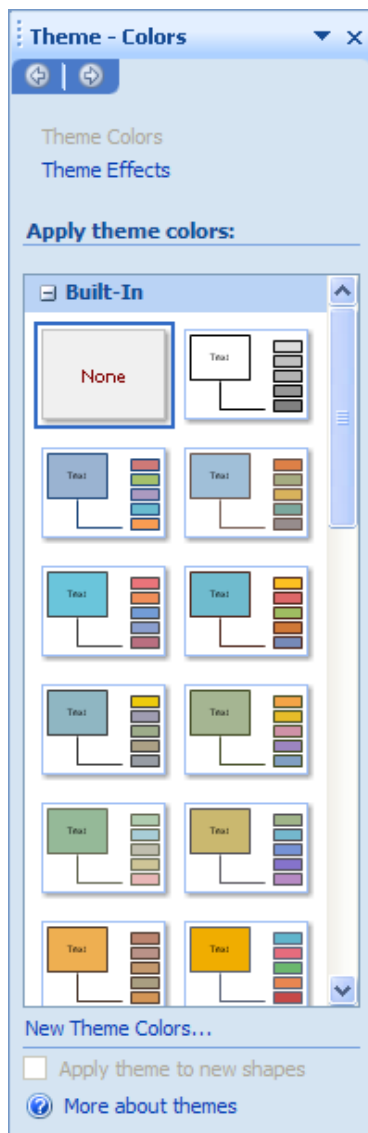 Theme - Colors
Theme Colors
Theme Effects
Apply theme colors:
Built-In
None
Text
Text
Text
Text
Text
Text
Text
Text
Text
Text
Text
New Theme Colors...
Apply theme to new shapes
More about themes